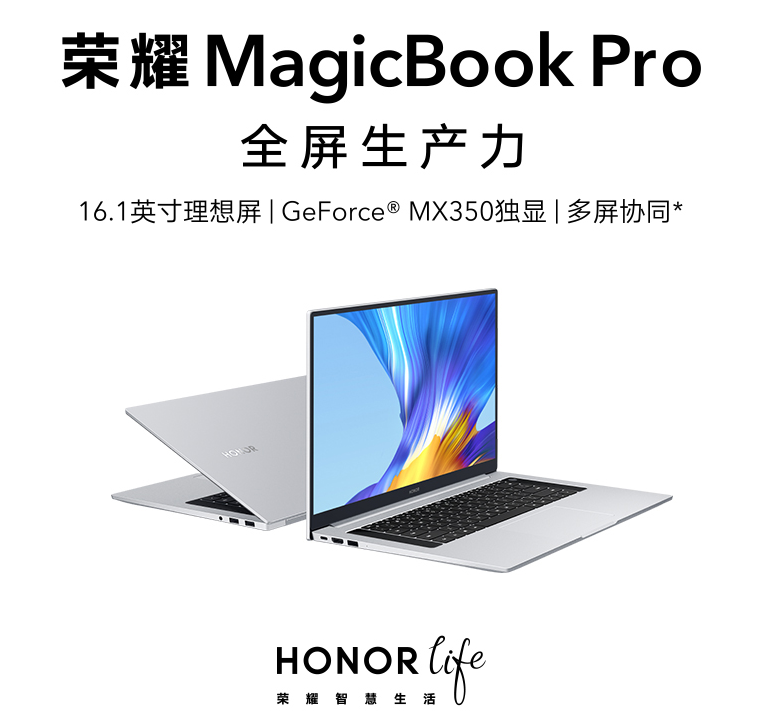 荣耀 MagicBook Pro
全屏生产力
16.1英寸理想屏 | GeForce® MX350独显 | 多屏协同*
HONOR
HONOR
HONOR life
荣耀智慧生活